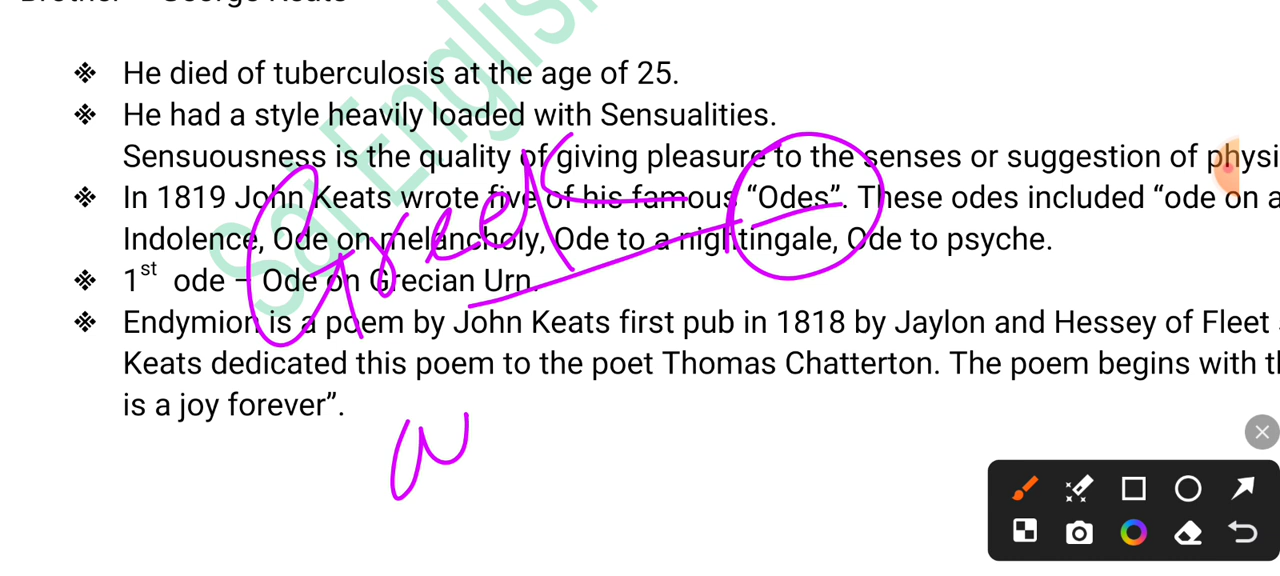 He died of tuberculosis at the age of 25.
He had a style heavily loaded with Sensualities.
Sensuousness is the quality of giving pleasure to the senses or suggestion of physi
In 1819 John Keats wrote five of his famous “Odes”. These odes included “ode on a
Indolence, Ode on melancholy, Ode to a nightingale, Ode to psyche.
1st ode – Ode on Grecian Urn.
Endymion is a poem by John Keats first pub in 1818 by Jaylon and Hessey of Fleet
Keats dedicated this poem to the poet Thomas Chatterton. The poem begins with th
is a joy forever”.
Greek
Sai English